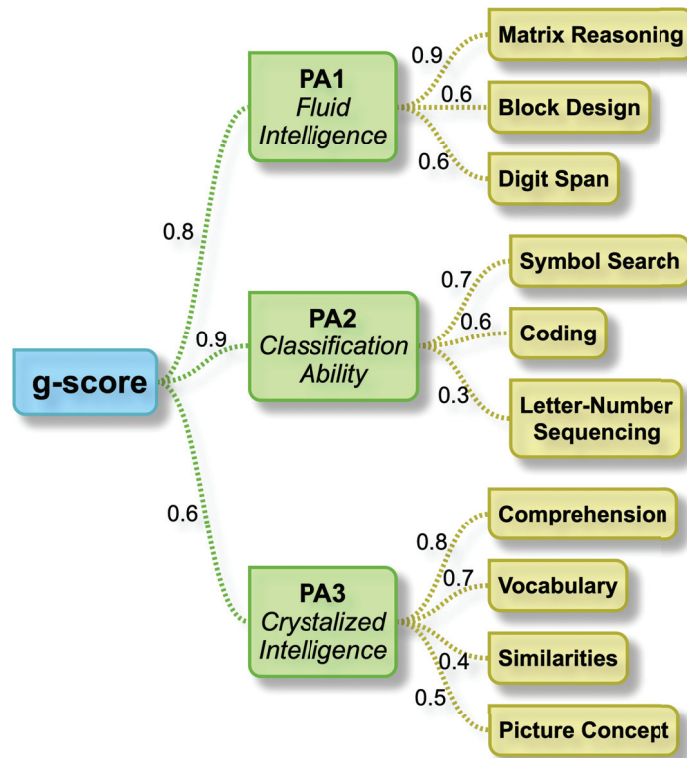 Matrix Reasoning
0.9
PA1
Fluid
Intelligence
0.6
Block Design
0.6
Digit Span
0.8
Symbol Search
0.7
PA2
Classification
Ability
0.6
Coding
0.9
g-score
0.3
Letter-Number
Sequencing
0.6
Comprehension
0.8
PA3
Crystalized
Intelligence
0.7
Vocabulary
0.4
Similarities
0.5
Picture Concept